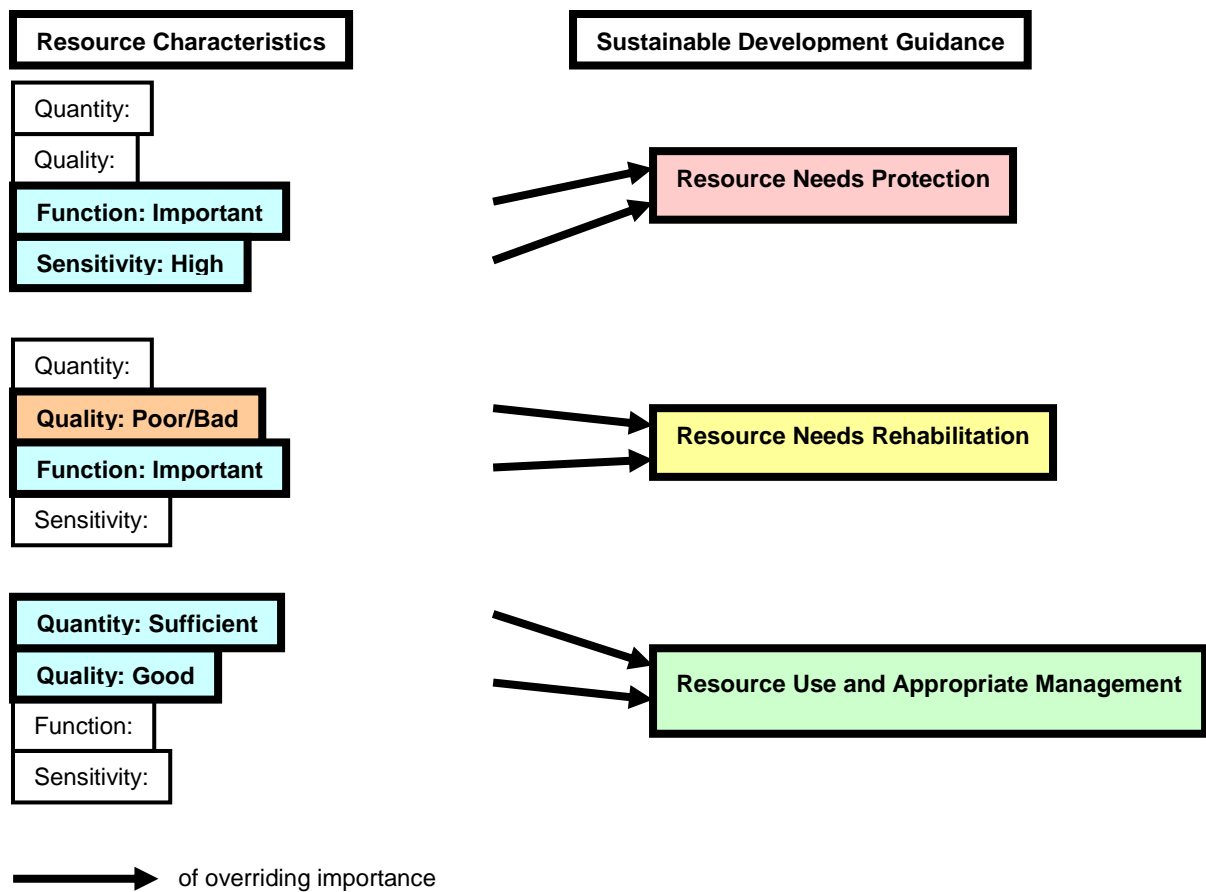 Resource Characteristics
Sustainable Development Guidance
Quantity:
Quality:
Function: Important
Sensitivity: High
Resource Needs Protection
Quantity:
Quality: Poor/Bad
Function: Important
Sensitivity:
Resource Needs Rehabilitation
Quantity: Sufficient
Quality: Good
Function:
Sensitivity:
Resource Use and Appropriate Management
of overriding importance